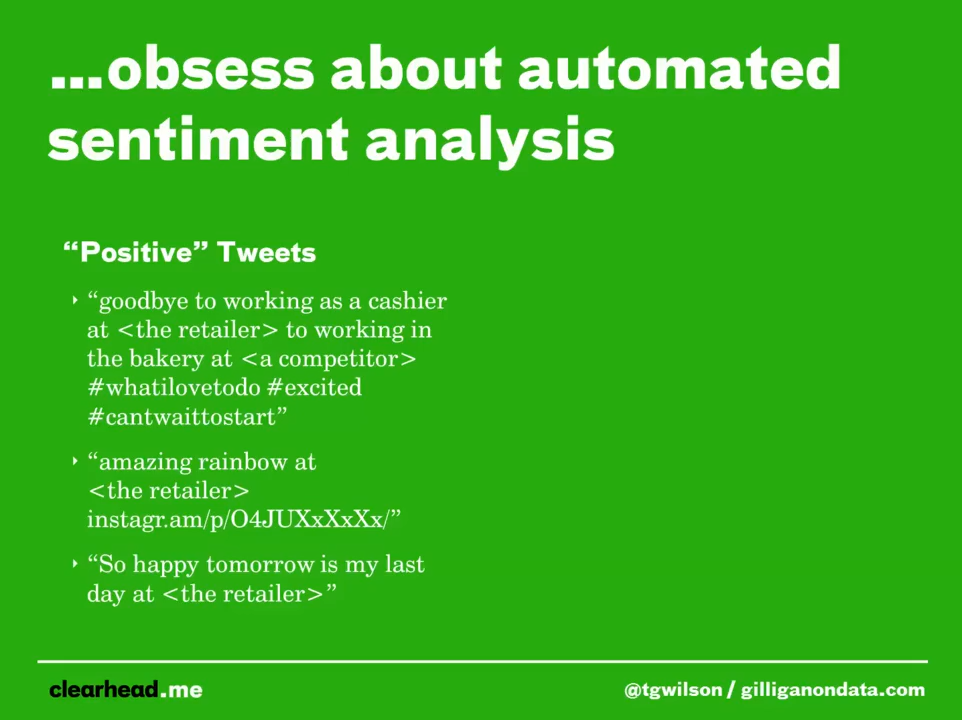 ...obsess about automated
sentiment analysis
“Positive” Tweets
‣ “goodbye to working as a cashier
at <the retailer> to working in
the bakery at <a competitor>
#whatilovetodo #excited
#cantwaittostart”
‣ “amazing rainbow at
<the retailer>
instagr.am/p/O4JUXxXxXx/”
‣ “So happy tomorrow is my last
day at <the retailer>”
clearhead.me
@tgwilson / gilliganondata.com